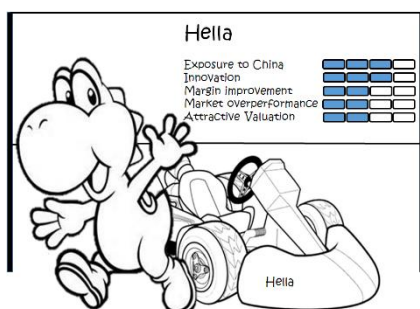 Hella
Exposure to China
Innovation
Margin improvement
Market overperformance
Attractive Valuation
Hella